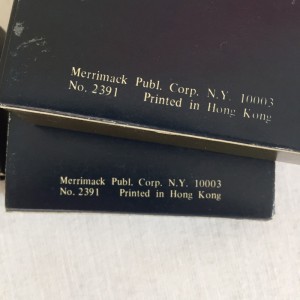 Merrimack Publ. Corp. N.Y. 10003
No. 2391 Printed in Hong Kong
Merrimack Publ. Corp. N.Y. 10003
No. 2391 Printed in Hong Kong